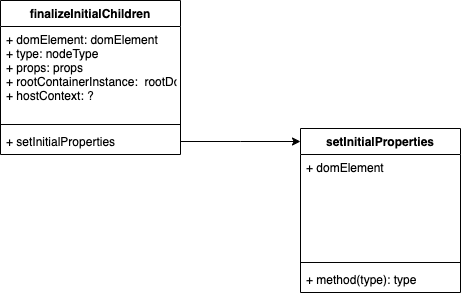 finalizeInitialChildren
+ domElement: domElement
+ type: nodeType
+ props: props
+ rootContainerInstance: rootDo
+ hostContext: ?
+ setInitialProperties
setInitialProperties
+ domElement
+ method(type): type